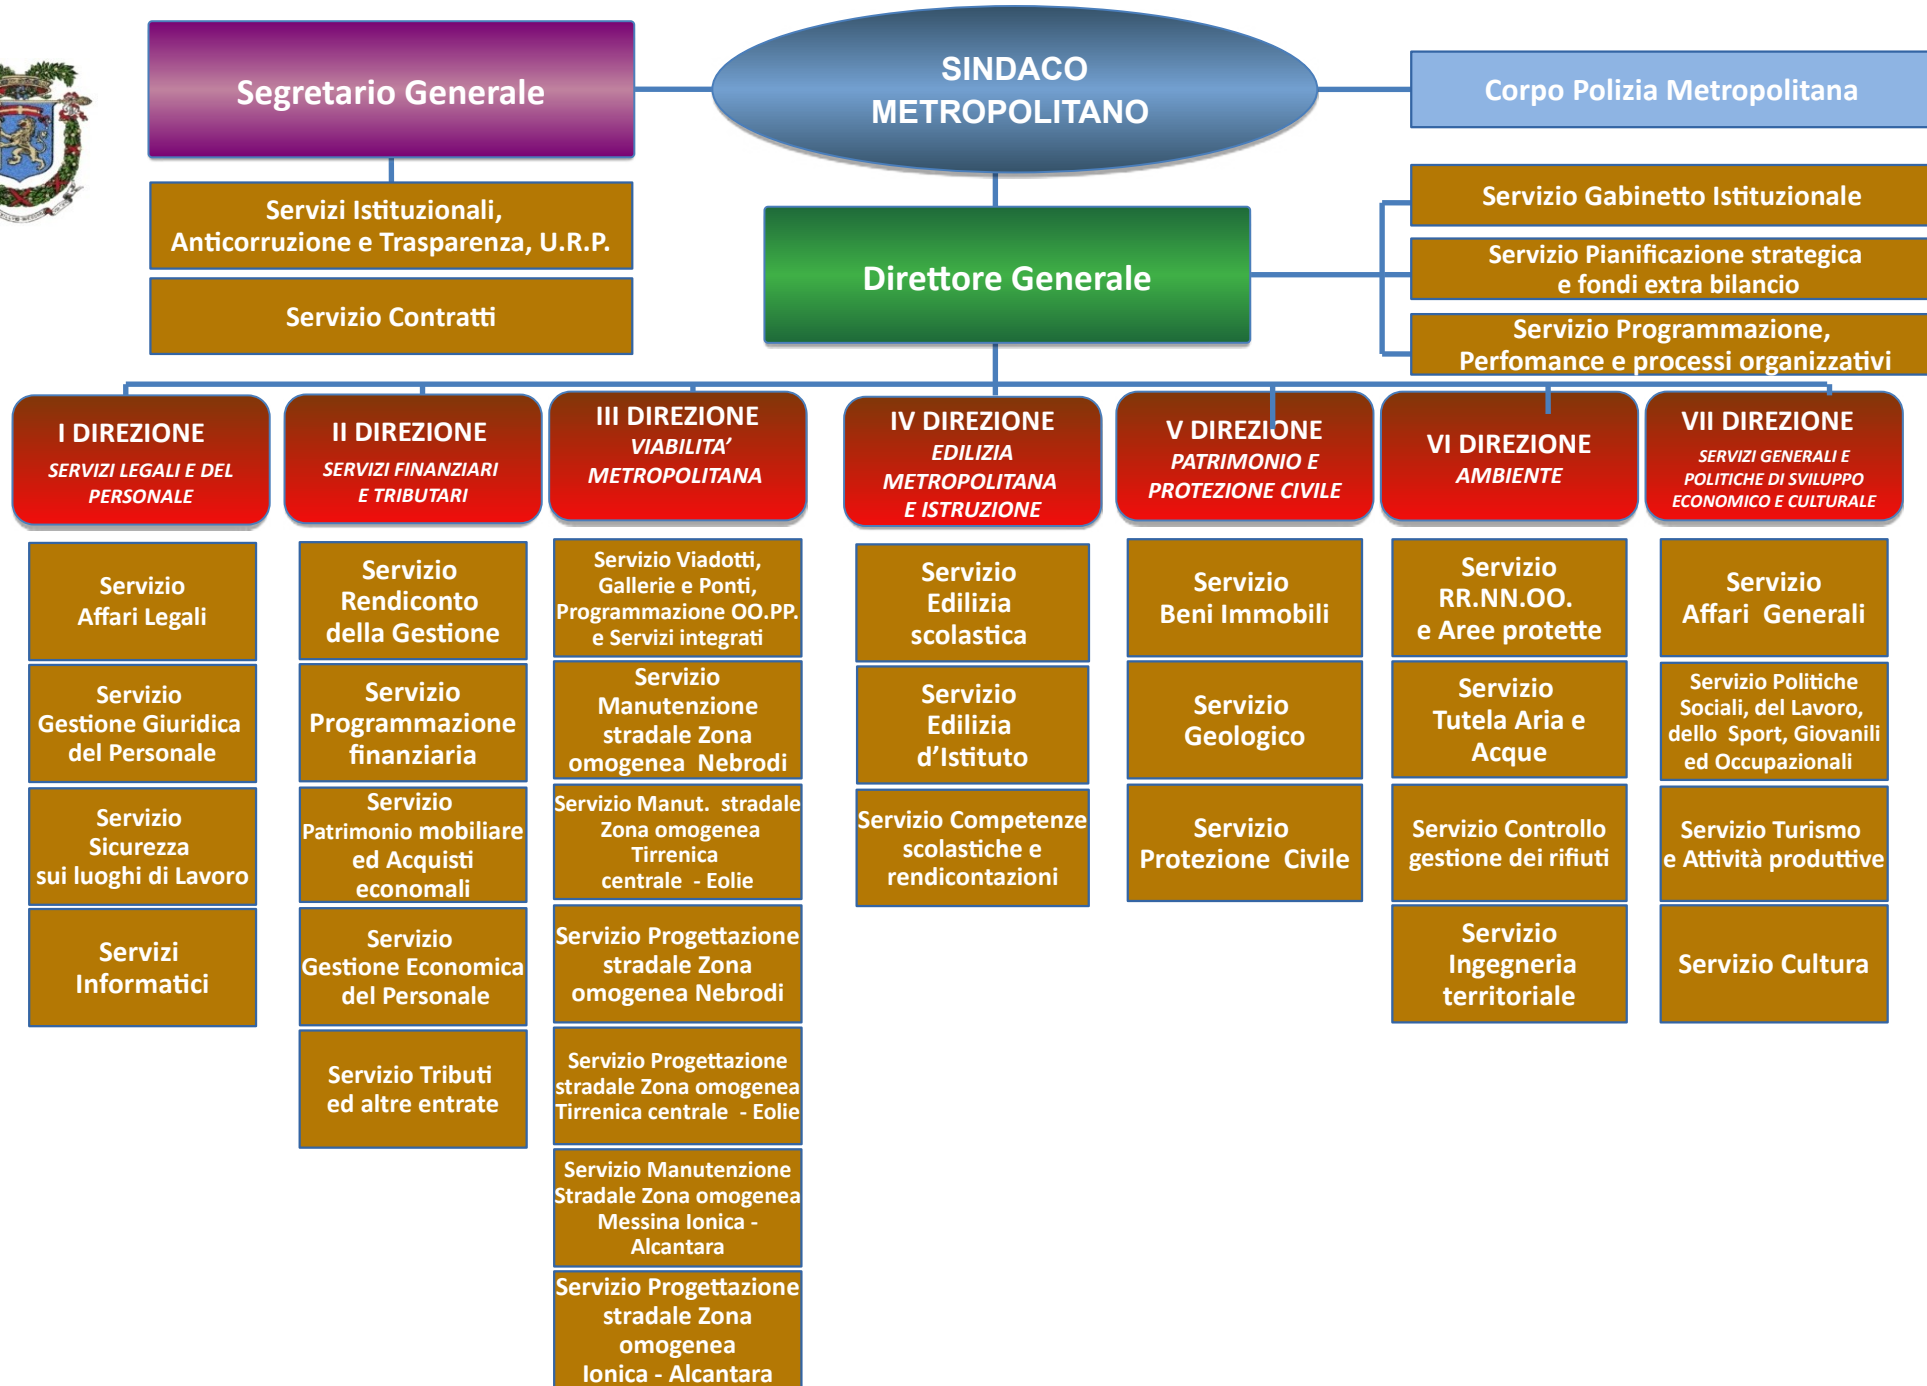 Segretario Generale
SINDACO
METROPOLITANO
Corpo Polizia Metropolitana
Servizi Istituzionali,
Anticorruzione e Trasparenza, U.R.P.
Servizio Contratti
Direttore Generale
Servizio Gabinetto Istituzionale
Servizio Pianificazione strategica
e fondi extra bilancio
Servizio Programmazione,
Perfomance e processi organizzativi
I DIREZIONE
SERVIZI LEGALI E DEL
PERSONALE
Servizio
Affari Legali
Servizio
Gestione Giuridica
del Personale
Servizio
Sicurezza
sui luoghi di Lavoro
Servizi
Informatici
II DIREZIONE
SERVIZI FINANZIARI
E TRIBUTARI
Servizio
Rendiconto
della Gestione
Servizio
Programmazione
finanziaria
Servizio
Patrimonio mobiliare
ed Acquisti
economali
Servizio
Gestione Economica
del Personale
Servizio Tributi
ed altre entrate
III DIREZIONE
VIABILITA’
METROPOLITANA
Servizio Viadotti,
Gallerie e Ponti,
Programmazione OO.PP.
e Servizi integrati
Servizio
Manutenzione
stradale Zona
omogenea Nebrodi
Servizio Manut. stradale
Zona omogenea
Tirrenica
centrale - Eolie
Servizio Progettazione
stradale Zona
omogenea Nebrodi
Servizio Progettazione
stradale Zona omogenea
Tirrenica centrale - Eolie
Servizio Manutenzione
Stradale Zona omogenea
Messina Ionica -
Alcantara
Servizio Progettazione
stradale Zona
omogenea
Ionica - Alcantara
IV DIREZIONE
EDILIZIA
METROPOLITANA
E ISTRUZIONE
Servizio
Edilizia
scolastica
Servizio
Edilizia
d’Istituto
Servizio Competenze
scolastiche e
rendicontazioni
V DIREZIONE
PATRIMONIO E
PROTEZIONE CIVILE
Servizio
Beni Immobili
Servizio
Geologico
Servizio
Protezione Civile
VI DIREZIONE
AMBIENTE
Servizio
RR.NN.OO.
e Aree protette
Servizio
Tutela Aria e
Acque
Servizio Controllo
gestione dei rifiuti
Servizio
Ingegneria
territoriale
VII DIREZIONE
SERVIZI GENERALI E
POLITICHE DI SVILUPPO
ECONOMICO E CULTURALE
Servizio
Affari Generali
Servizio Politiche
Sociali, del Lavoro,
dello Sport, Giovanili
ed Occupazionali
Servizio Turismo
e Attività produttive
Servizio Cultura